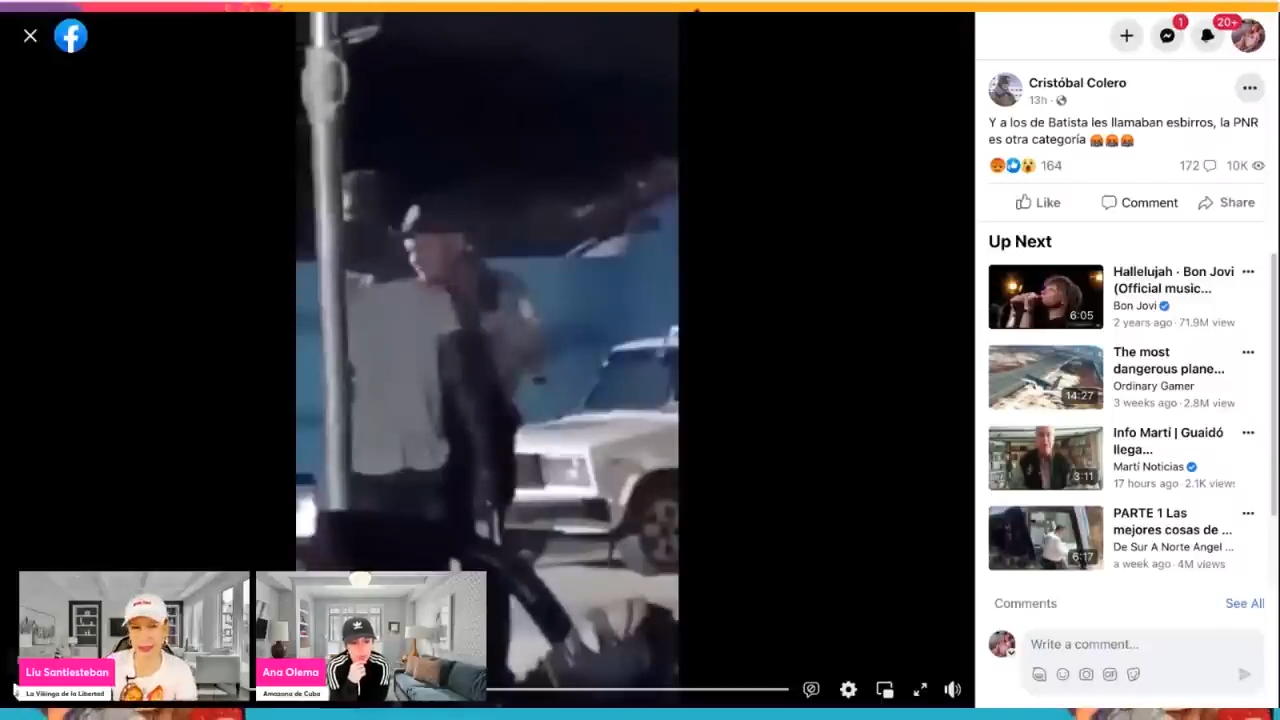 1
20+
Cristóbal Colero
13h
Y a los de Batista les llamaban esbirros, la PNR
es otra categoría
164
172
10K
Like
Comment
Share
Up Next
Hallelujah · Bon Jovi
(Official music...
Bon Jovi
2 years ago · 71.9M view
6:05
The most
dangerous plane...
Ordinary Gamer
3 weeks ago · 2.8M view
14:27
Info Martí | Guaidó
llega...
Martí Noticias
17 hours ago · 2.1K views
3:11
PARTE 1 Las
mejores cosas de ...
De Sur A Norte Angel ...
a week ago · 4M views
6:17
Comments
See All
Write a comment...
GIF
Liu Santiesteban
La Vikinga de la Libertad
Ana Olema
Amazona de Cuba